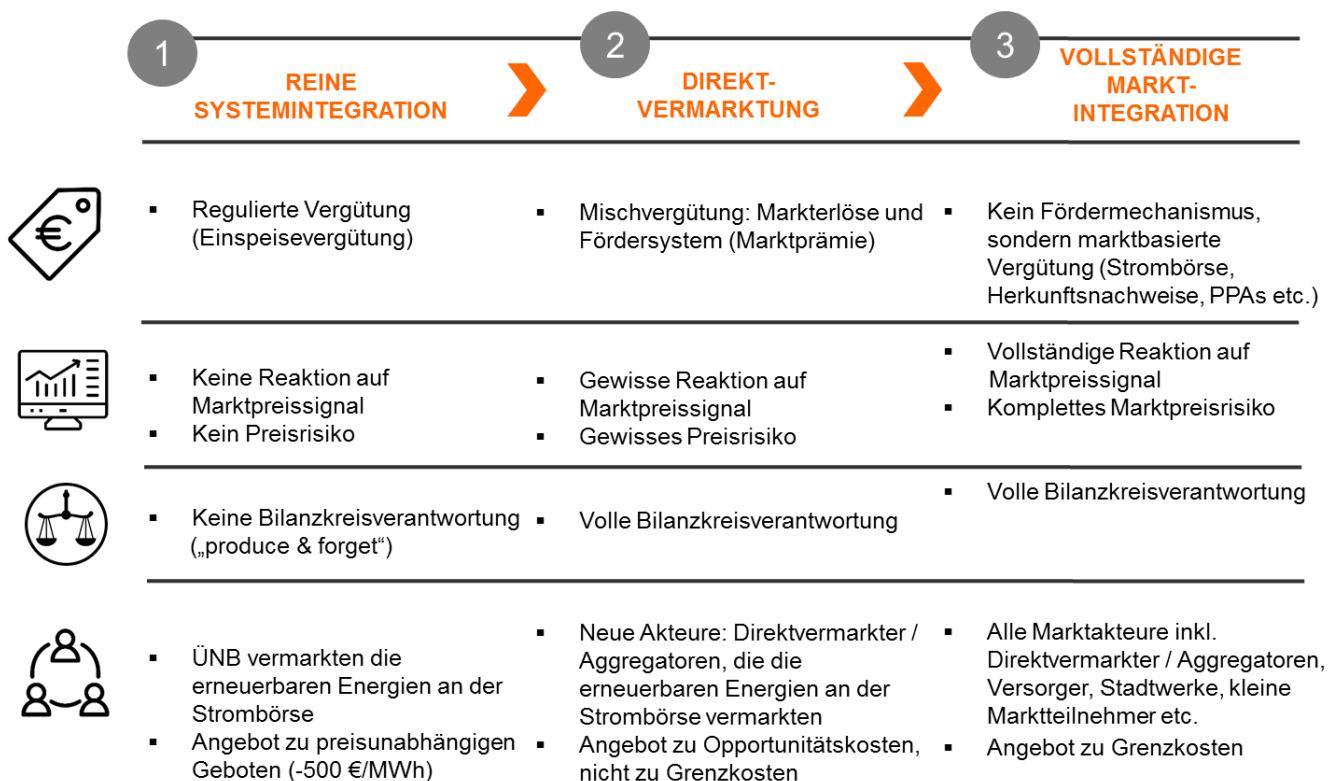 1
REINE
SYSTEMINTEGRATION
2
DIREKT-
VERMARKTUNG
3
VOLLSTÄNDIGE
MARKT-
INTEGRATION
€
▪ Regulierte Vergütung
(Einspeisevergütung)
▪ Mischvergütung: Markterlöse und
Fördersystem (Marktprämie)
▪ Kein Fördermechanismus,
sondern marktbasierte
Vergütung (Strombörse,
Herkunftsnachweise, PPAs etc.)
▪ Keine Reaktion auf
Marktpreissignal
▪ Kein Preisrisiko
▪ Gewisse Reaktion auf
Marktpreissignal
▪ Gewisses Preisrisiko
▪ Vollständige Reaktion auf
Marktpreissignal
▪ Komplettes Marktpreisrisiko
▪ Keine Bilanzkreisverantwortung
(„produce & forget“)
▪ Volle Bilanzkreisverantwortung
▪ Volle Bilanzkreisverantwortung
▪ ÜNB vermarkten die
erneuerbaren Energien an der
Strombörse
▪ Angebot zu preisunabhängigen
Geboten (-500 €/MWh)
▪ Neue Akteure: Direktvermarkter /
Aggregatoren, die die
erneuerbaren Energien an der
Strombörse vermarkten
▪ Angebot zu Opportunitätskosten,
nicht zu Grenzkosten
▪ Alle Marktakteure inkl.
Direktvermarkter / Aggregatoren,
Versorger, Stadtwerke, kleine
Marktteilnehmer etc.
▪ Angebot zu Grenzkosten